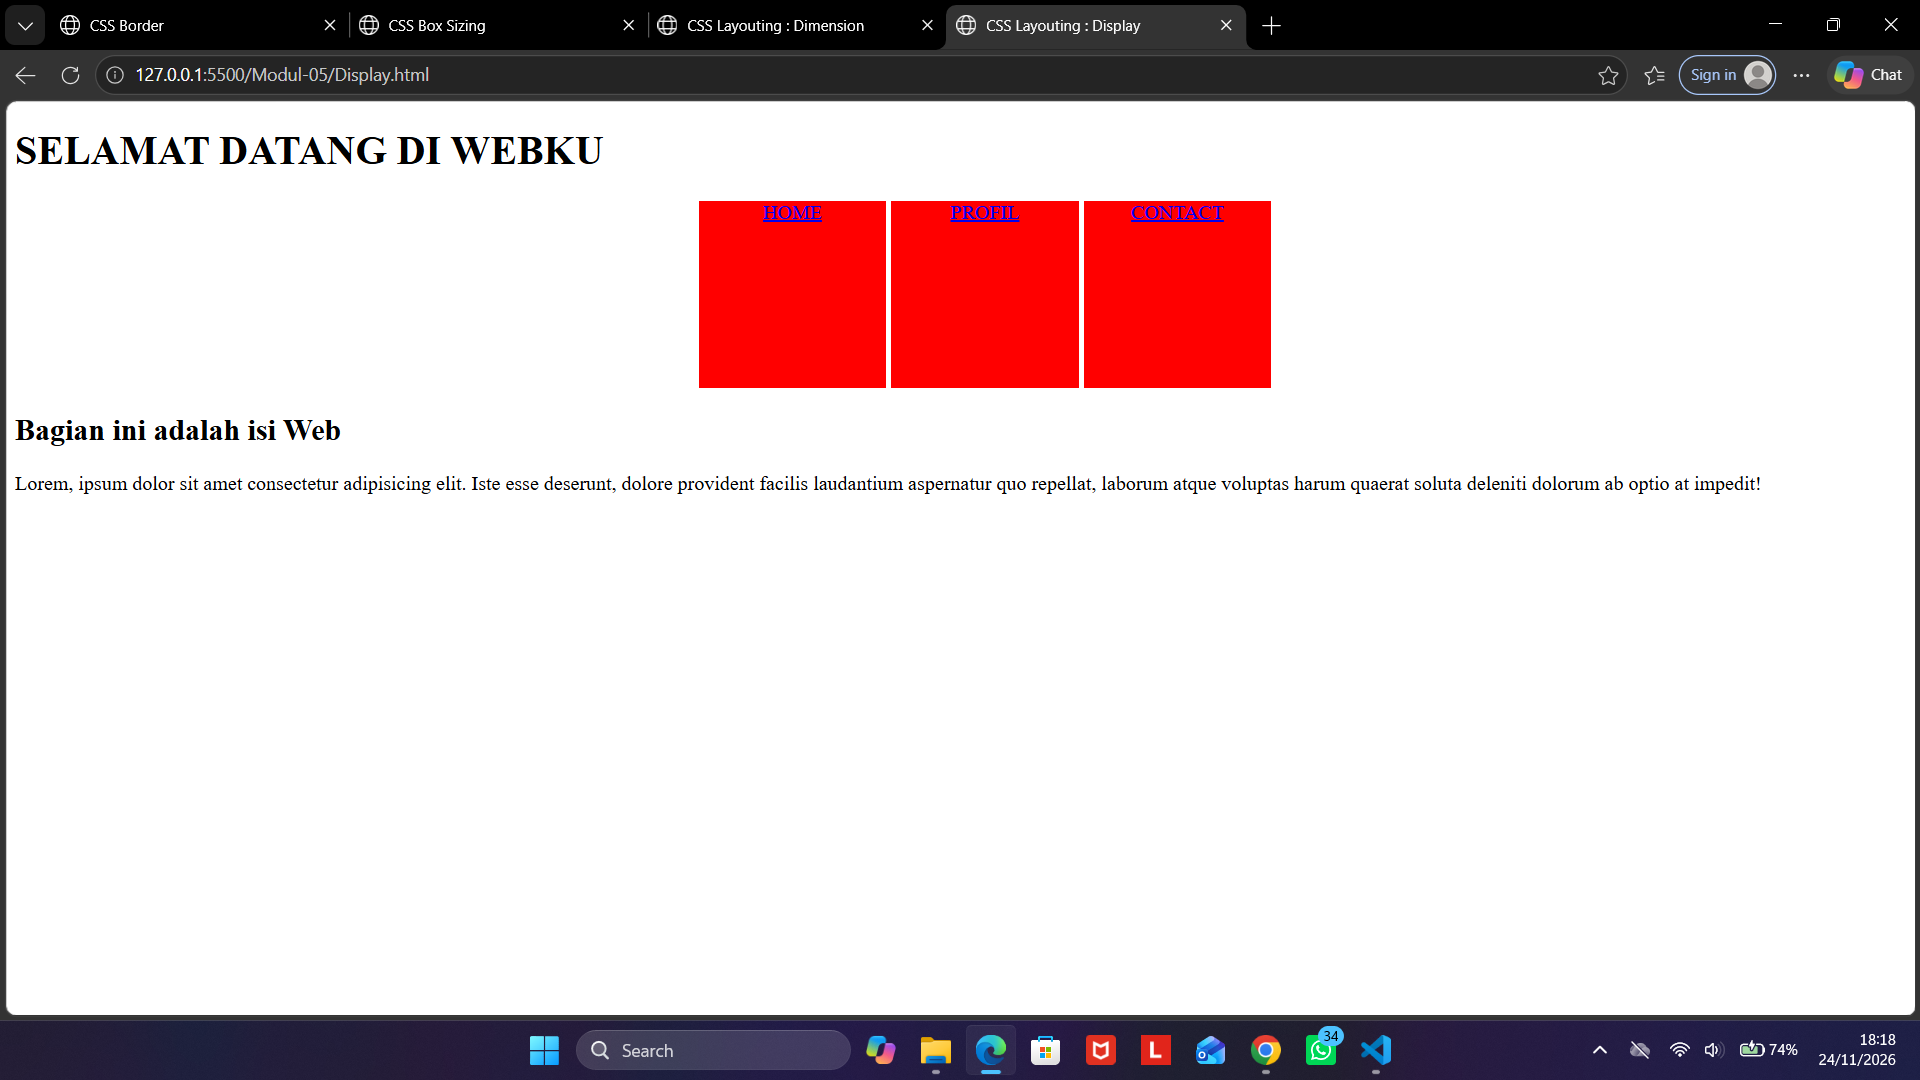 CSS Border
CSS Box Sizing
CSS Layouting : Dimension
CSS Layouting : Display
127.0.0.1:5500/Modul-05/Display.html
Sign in
Chat
SELAMAT DATANG DI WEBKU
HOME PROFIL CONTACT
Bagian ini adalah isi Web
Lorem, ipsum dolor sit amet consectetur adipisicing elit. Iste esse deserunt, dolore provident facilis laudantium aspernatur quo repellat, laborum atque voluptas harum quaerat soluta deleniti dolorum ab optio at impedit!
Search
L
34
74%
18:18
24/11/2026